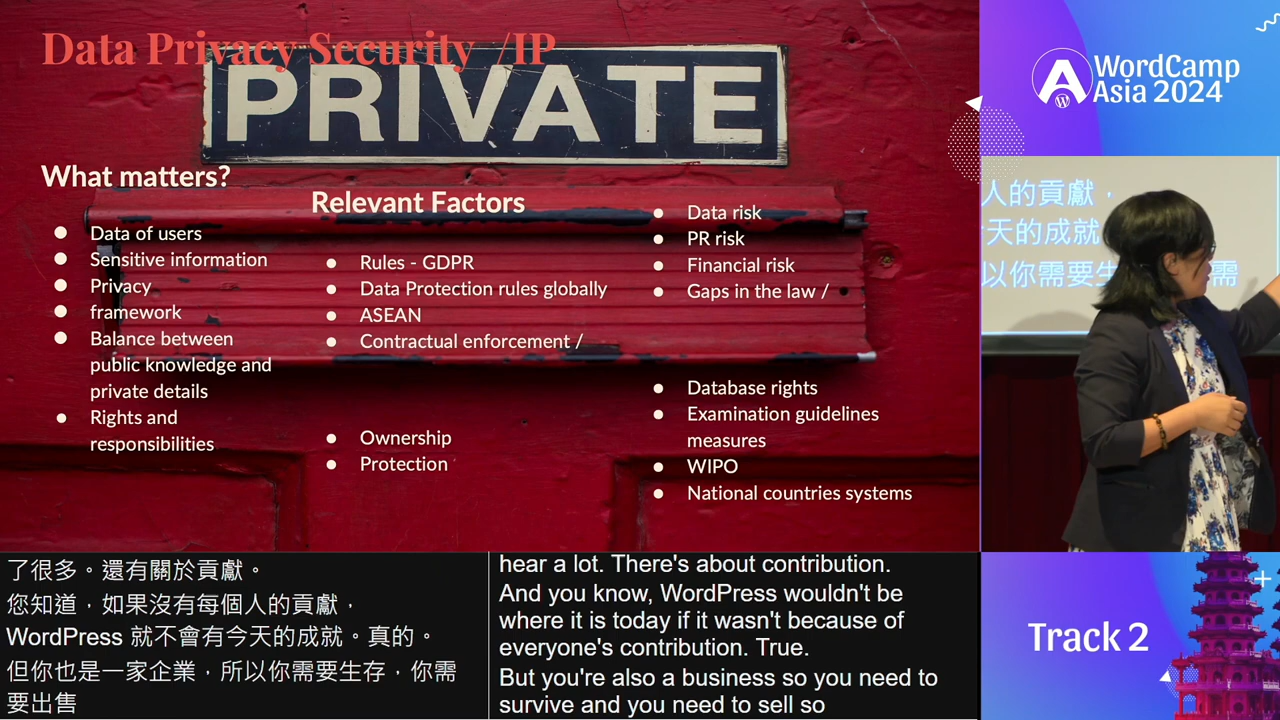 Data Privacy Security /IP
PRIVATE
What matters?
Data of users
Sensitive information
Privacy
framework
Balance between
public knowledge and
private details
Rights and
responsibilities
Relevant Factors
Rules - GDPR
Data Protection rules globally
ASEAN
Contractual enforcement /
Ownership
Protection
Data risk
PR risk
Financial risk
Gaps in the law /
Database rights
Examination guidelines
measures
WIPO
National countries systems
WordCamp
Asia 2024
人的貢獻，
天的成就
以你需要生
需
了很多。還有關於貢獻。
您知道，如果沒有每個人的貢獻，
WordPress 就不會有今天的成就。真的。
但你也是一家企業，所以你需要生存，你需
要出售
hear a lot. There's about contribution.
And you know, WordPress wouldn't be
where it is today if it wasn't because of
everyone's contribution. True.
But you're also a business so you need to
survive and you need to sell so
Track 2